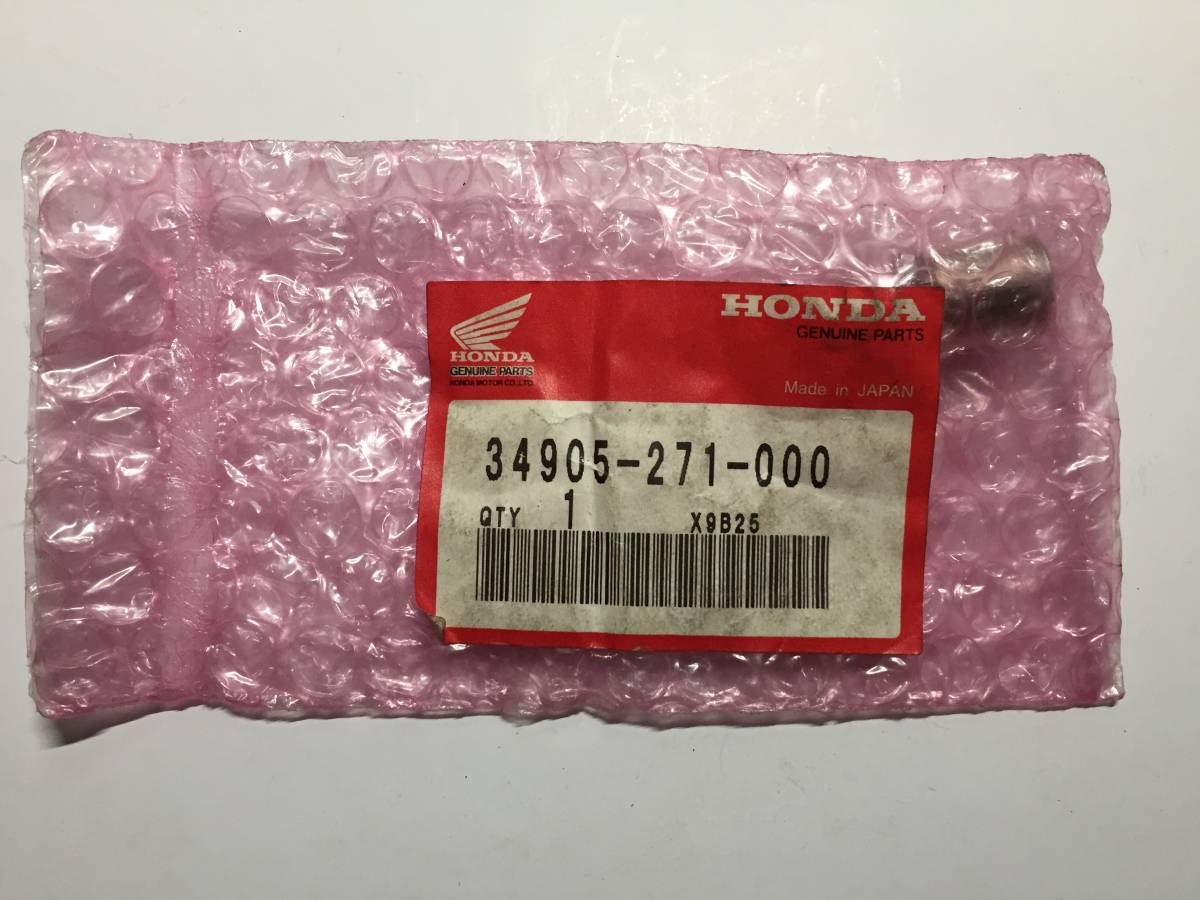 HONDA
GENUINE PARTS
HONDA MOTOR CO.,LTD.
HONDA
GENUINE PARTS
Made in JAPAN
34905-271-000
QTY 1 X9B25